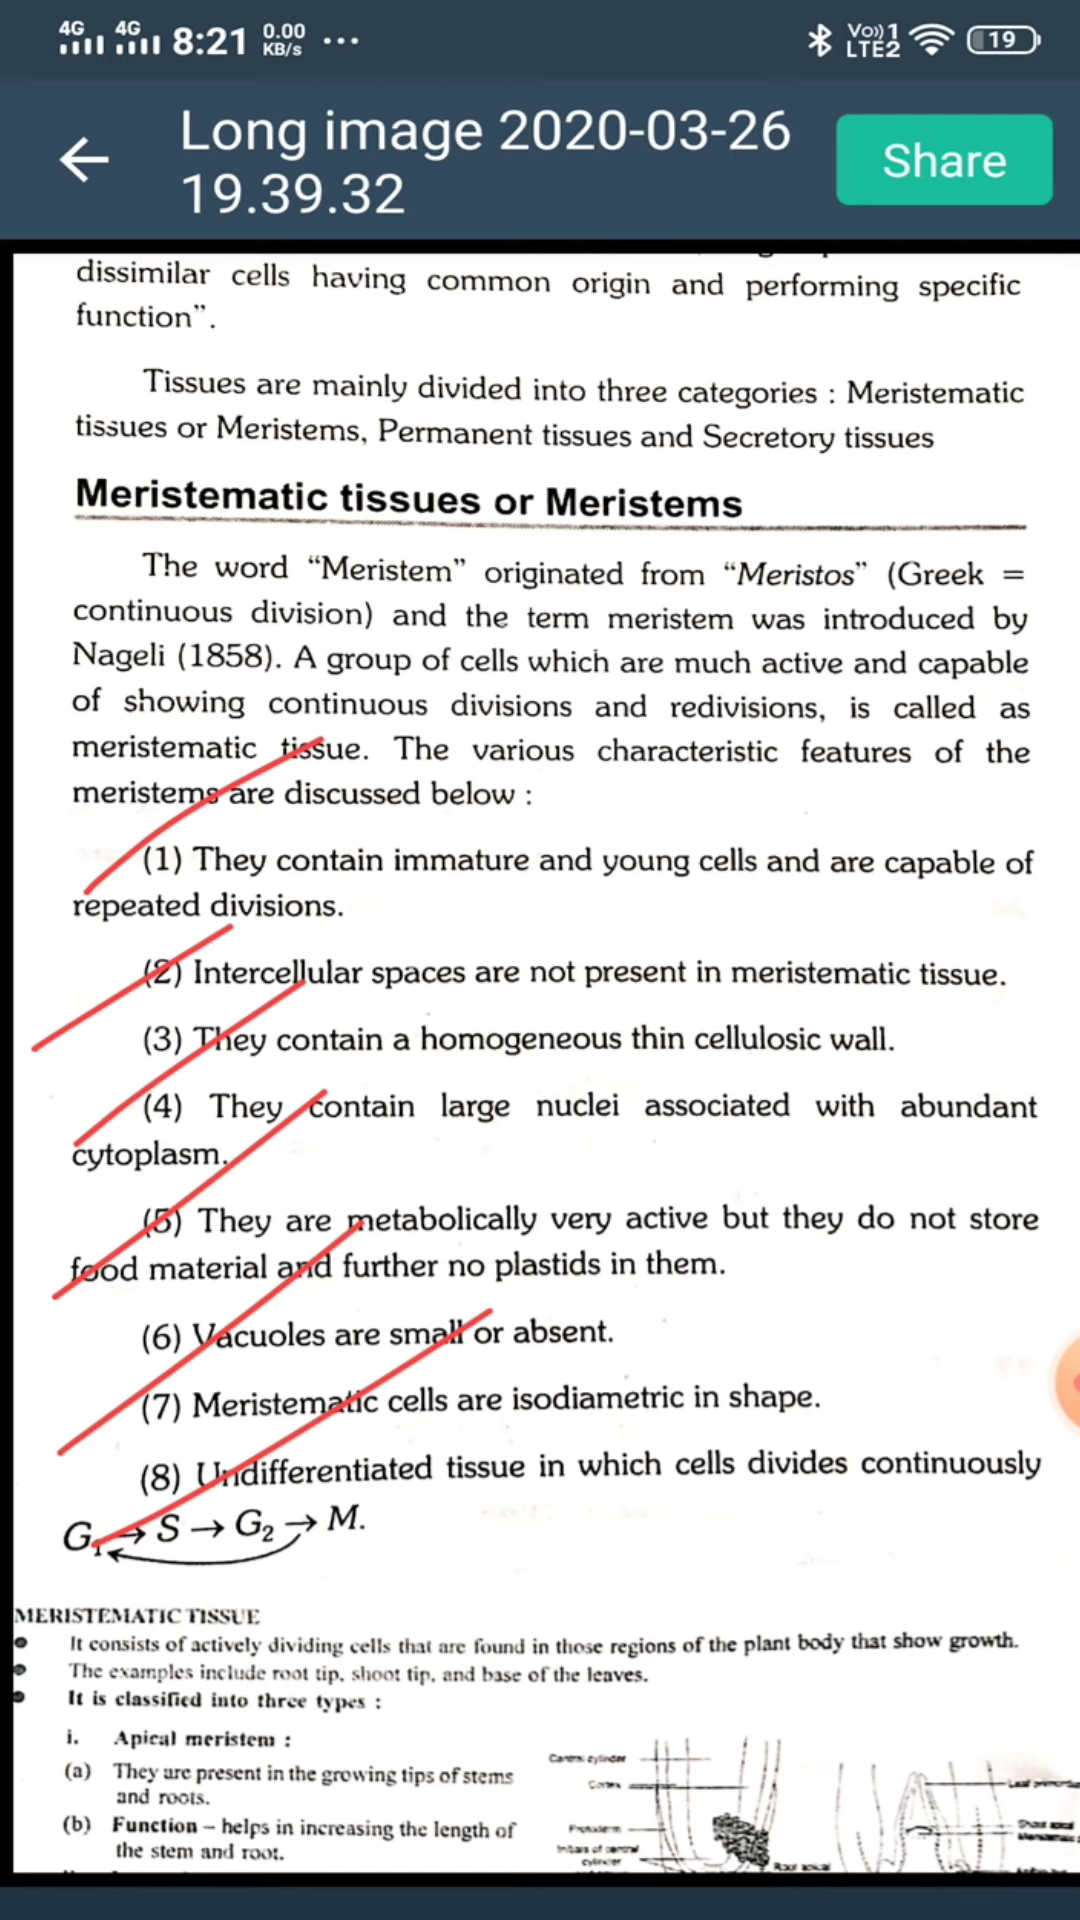 4G 4G 8:21 0.00 KB/s ... Vo)) 1 LTE2 19
Long image 2020-03-26
19.39.32
Share
dissimilar cells having common origin and performing specific
function”.
Tissues are mainly divided into three categories : Meristematic
tissues or Meristems, Permanent tissues and Secretory tissues
Meristematic tissues or Meristems
The word “Meristem” originated from “Meristos” (Greek =
continuous division) and the term meristem was introduced by
Nageli (1858). A group of cells which are much active and capable
of showing continuous divisions and redivisions, is called as
meristematic tissue. The various characteristic features of the
meristems are discussed below :
(1) They contain immature and young cells and are capable of
repeated divisions.
(2) Intercellular spaces are not present in meristematic tissue.
(3) They contain a homogeneous thin cellulosic wall.
(4) They contain large nuclei associated with abundant
cytoplasm.
(5) They are metabolically very active but they do not store
food material and further no plastids in them.
(6) Vacuoles are small or absent.
(7) Meristematic cells are isodiametric in shape.
(8) Undifferentiated tissue in which cells divides continuously
G₁ → S → G₂ → M.
MERISTEMATIC TISSUE
It consists of actively dividing cells that are found in those regions of the plant body that show growth.
The examples include root tip, shoot tip, and base of the leaves.
It is classified into three types :
i. Apical meristem :
(a) They are present in the growing tips of stems
and roots.
(b) Function – helps in increasing the length of
the stem and root.
Central cylinder
Cortex
Protoderm
Initials of central
cylinder
Root apical